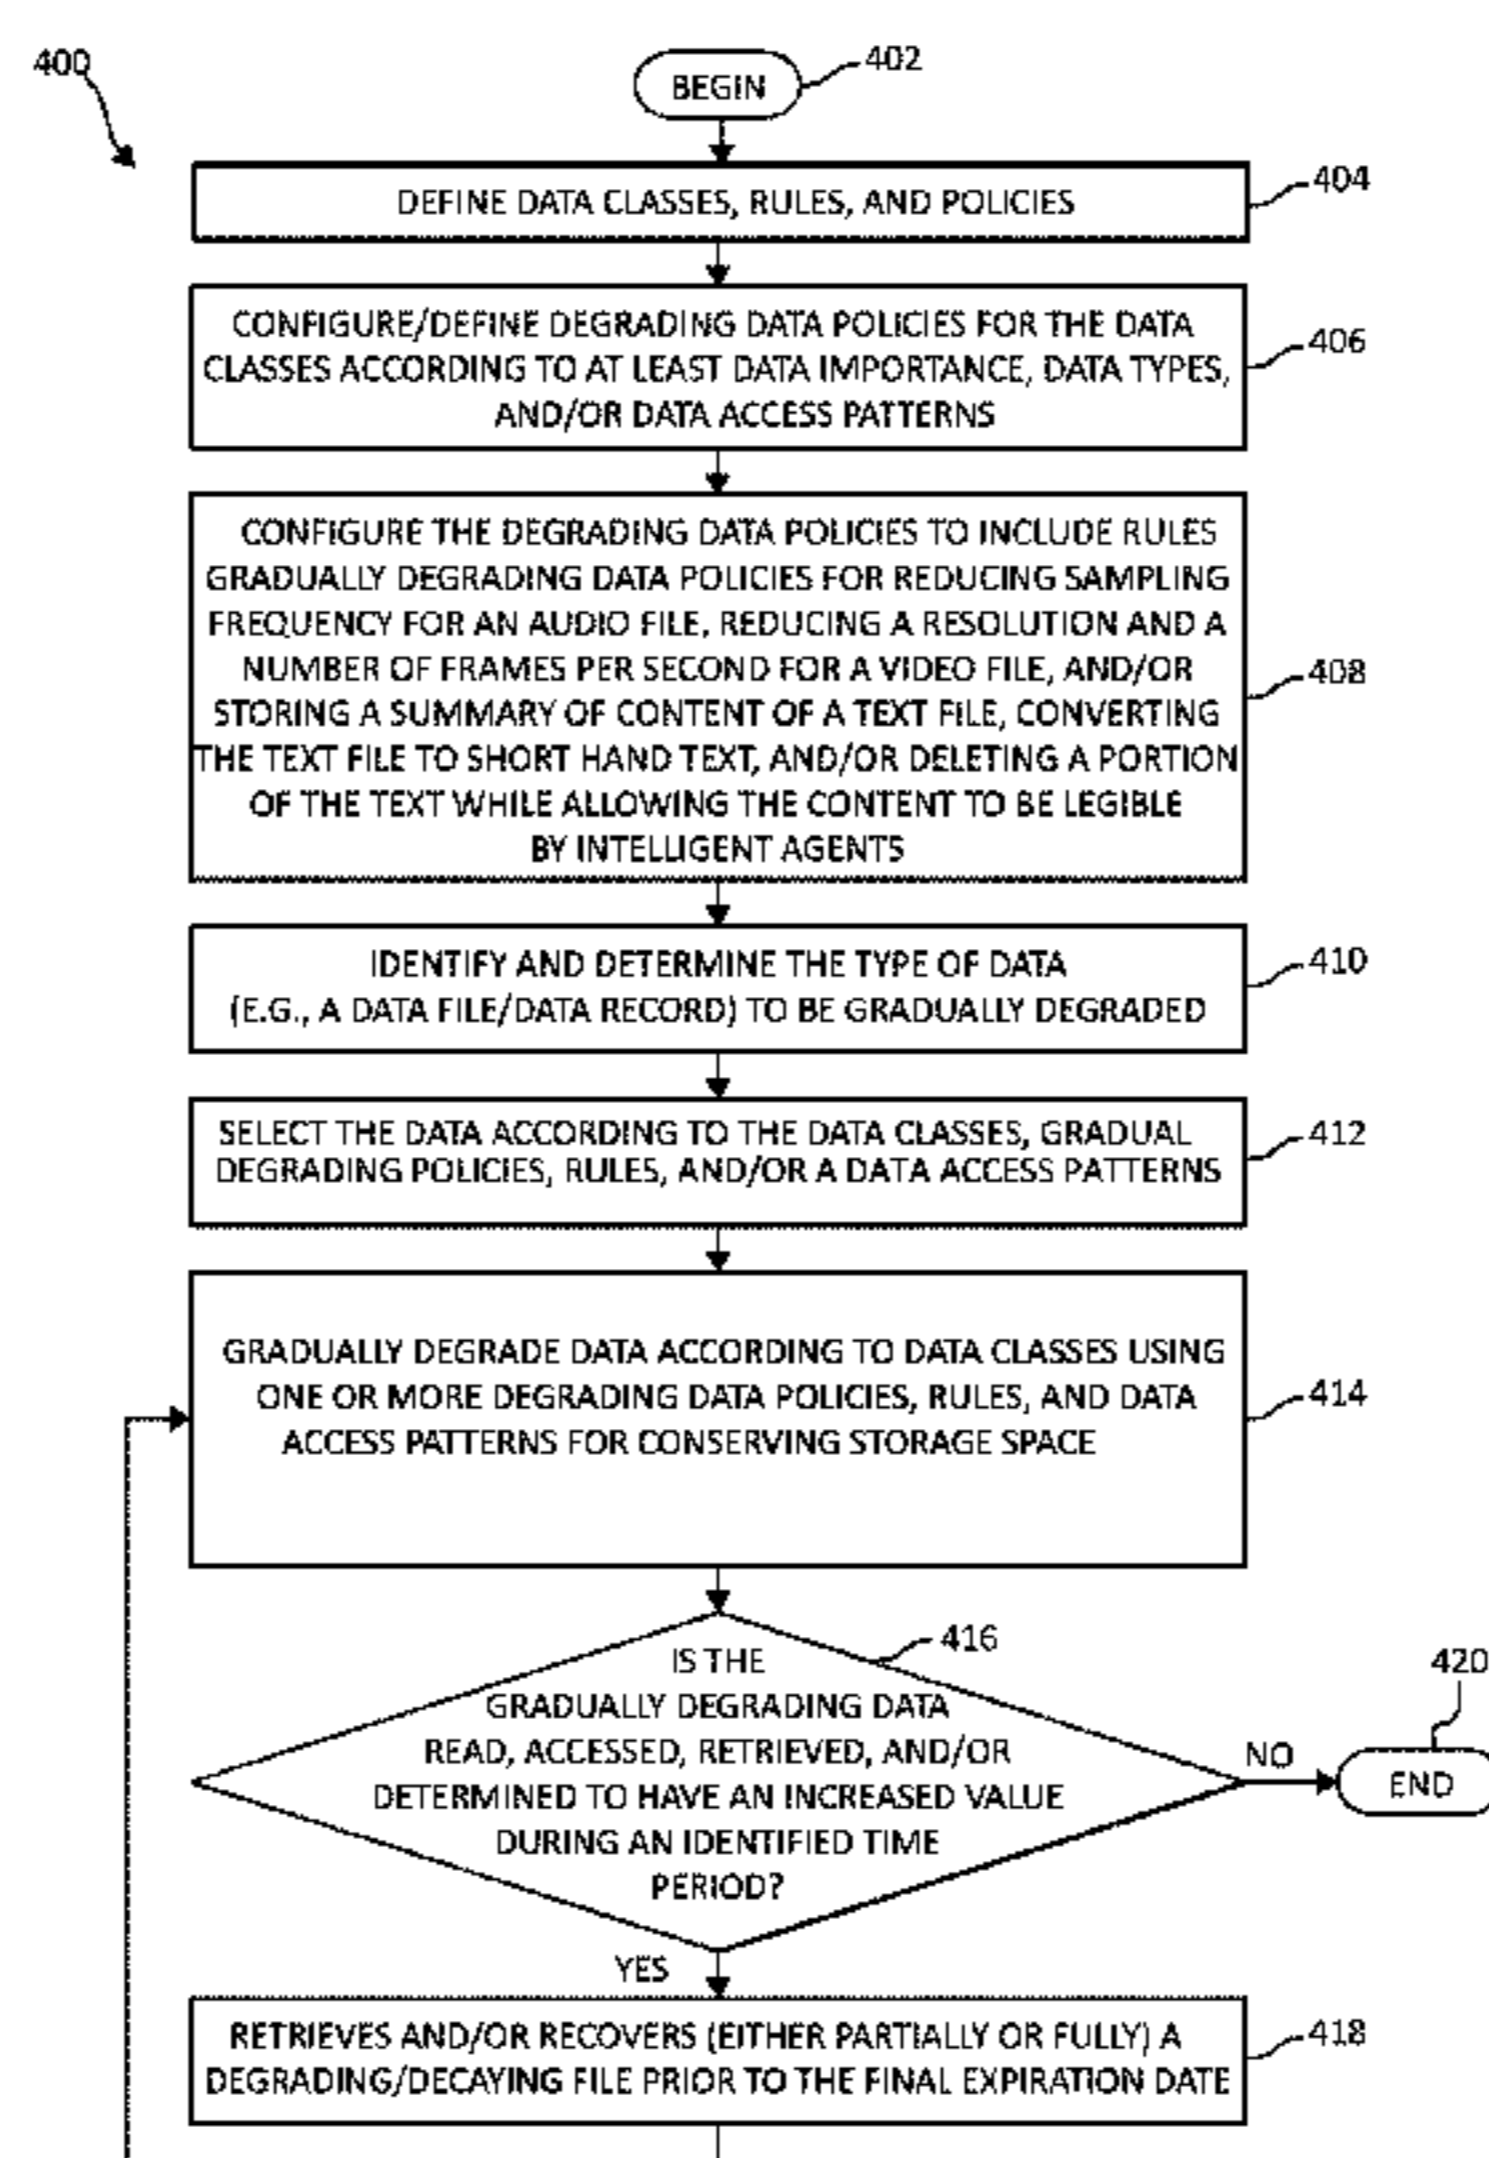 400
BEGIN
402
DEFINE DATA CLASSES, RULES, AND POLICIES
404
CONFIGURE/DEFINE DEGRADING DATA POLICIES FOR THE DATA
CLASSES ACCORDING TO AT LEAST DATA IMPORTANCE, DATA TYPES,
AND/OR DATA ACCESS PATTERNS
406
CONFIGURE THE DEGRADING DATA POLICIES TO INCLUDE RULES
GRADUALLY DEGRADING DATA POLICIES FOR REDUCING SAMPLING
FREQUENCY FOR AN AUDIO FILE, REDUCING A RESOLUTION AND A
NUMBER OF FRAMES PER SECOND FOR A VIDEO FILE, AND/OR
STORING A SUMMARY OF CONTENT OF A TEXT FILE, CONVERTING
THE TEXT FILE TO SHORT HAND TEXT, AND/OR DELETING A PORTION
OF THE TEXT WHILE ALLOWING THE CONTENT TO BE LEGIBLE
BY INTELLIGENT AGENTS
408
IDENTIFY AND DETERMINE THE TYPE OF DATA
(E.G., A DATA FILE/DATA RECORD) TO BE GRADUALLY DEGRADED
410
SELECT THE DATA ACCORDING TO THE DATA CLASSES, GRADUAL
DEGRADING POLICIES, RULES, AND/OR A DATA ACCESS PATTERNS
412
GRADUALLY DEGRADE DATA ACCORDING TO DATA CLASSES USING
ONE OR MORE DEGRADING DATA POLICIES, RULES, AND DATA
ACCESS PATTERNS FOR CONSERVING STORAGE SPACE
414
IS THE
GRADUALLY DEGRADING DATA
READ, ACCESSED, RETRIEVED, AND/OR
DETERMINED TO HAVE AN INCREASED VALUE
DURING AN IDENTIFIED TIME
PERIOD?
416
NO
END
420
YES
RETRIEVES AND/OR RECOVERS (EITHER PARTIALLY OR FULLY) A
DEGRADING/DECAYING FILE PRIOR TO THE FINAL EXPIRATION DATE
418